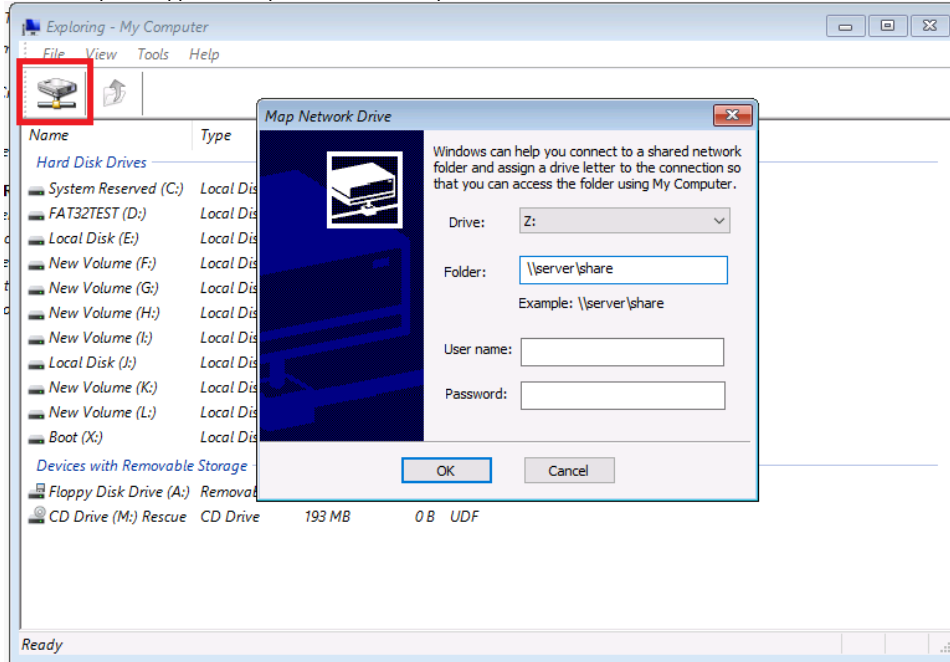 Exploring - My Computer
File View Tools Help
Name Type
Hard Disk Drives
System Reserved (C:) Local Dis
FAT32TEST (D:) Local Dis
Local Disk (E:) Local Dis
New Volume (F:) Local Dis
New Volume (G:) Local Dis
New Volume (H:) Local Dis
New Volume (I:) Local Dis
Local Disk (J:) Local Dis
New Volume (K:) Local Dis
New Volume (L:) Local Dis
Boot (X:) Local Dis
Devices with Removable Storage
Floppy Disk Drive (A:) Removab
CD Drive (M:) Rescue CD Drive 193 MB 0 B UDF
Ready
Map Network Drive
Windows can help you connect to a shared network
folder and assign a drive letter to the connection so
that you can access the folder using My Computer.
Drive: Z:
Folder: \\server\share
Example: \\server\share
User name:
Password:
OK Cancel